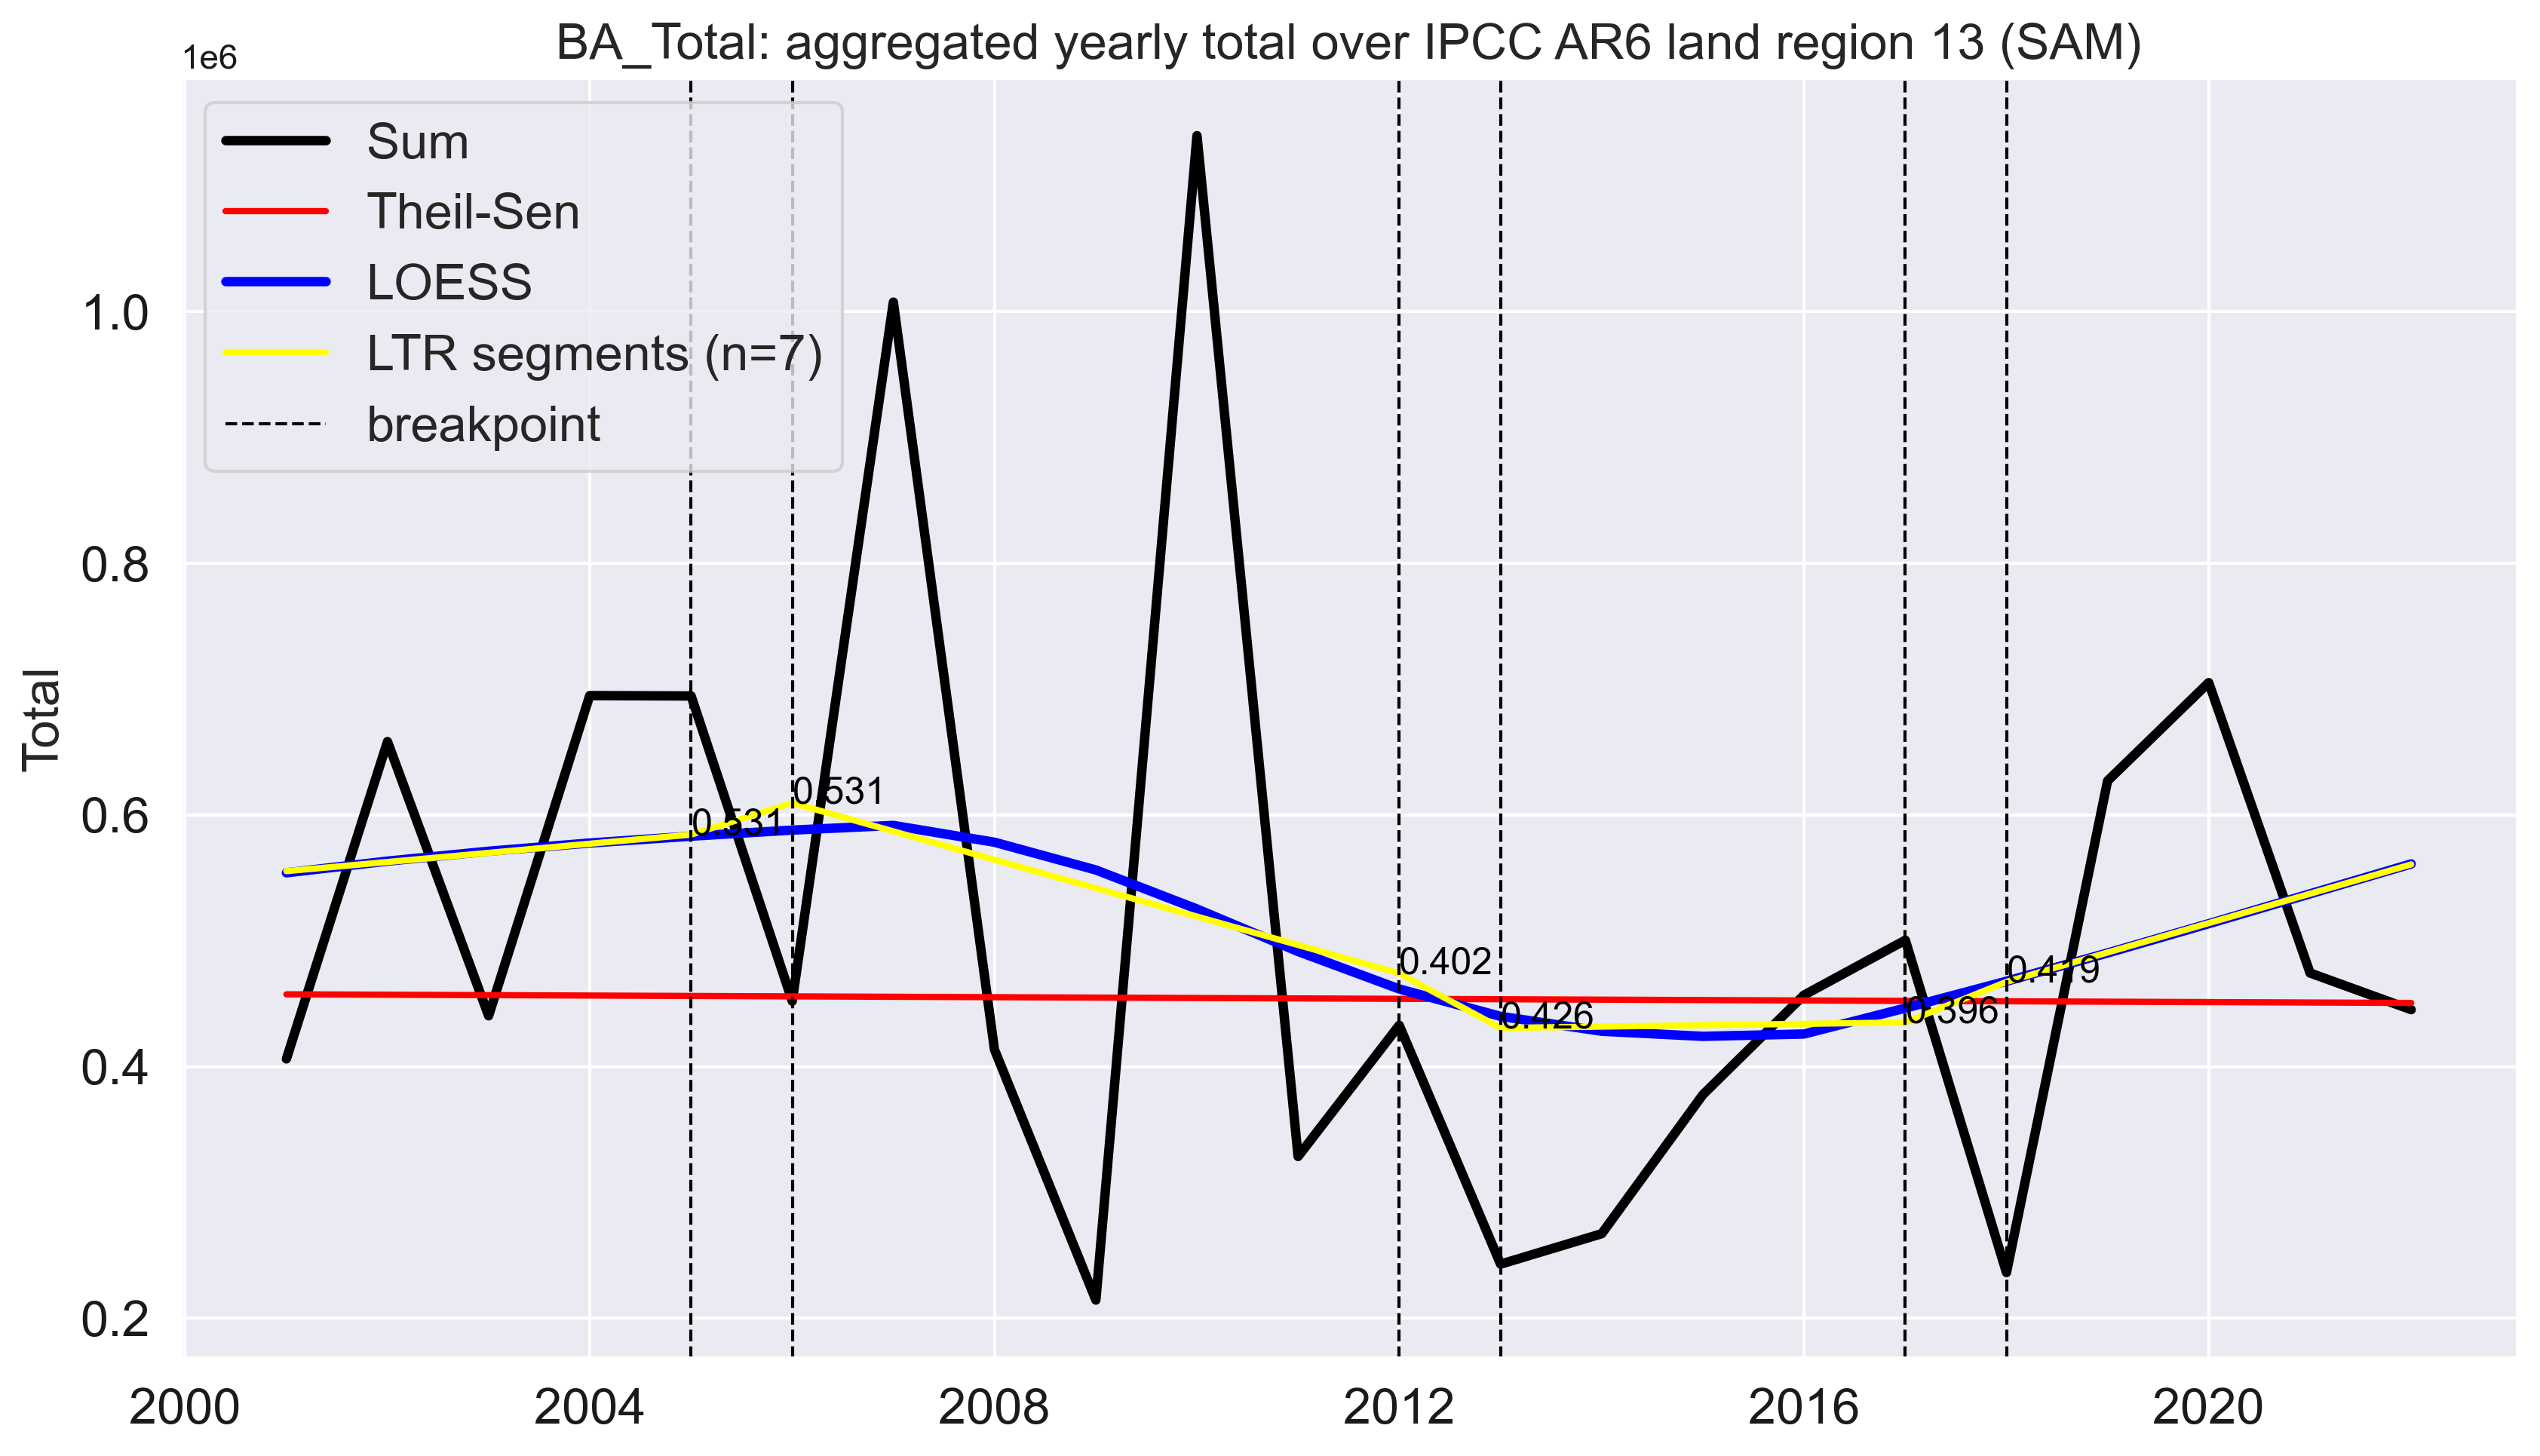 BA_Total: aggregated yearly total over IPCC AR6 land region 13 (SAM)
1e6
Sum
Theil-Sen
LOESS
LTR segments (n=7)
breakpoint
Total
1.0
0.8
0.6
0.4
0.2
0.531
0.531
0.402
0.426
0.396
0.419
2000 2004 2008 2012 2016 2020